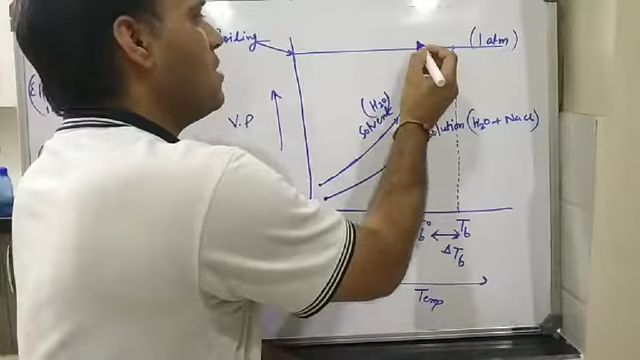 Boiling
(1 atm)
(H₂O)
Solvent
V.P
solution (H₂O + NaCl)
b° Tb
ΔTb
Temp